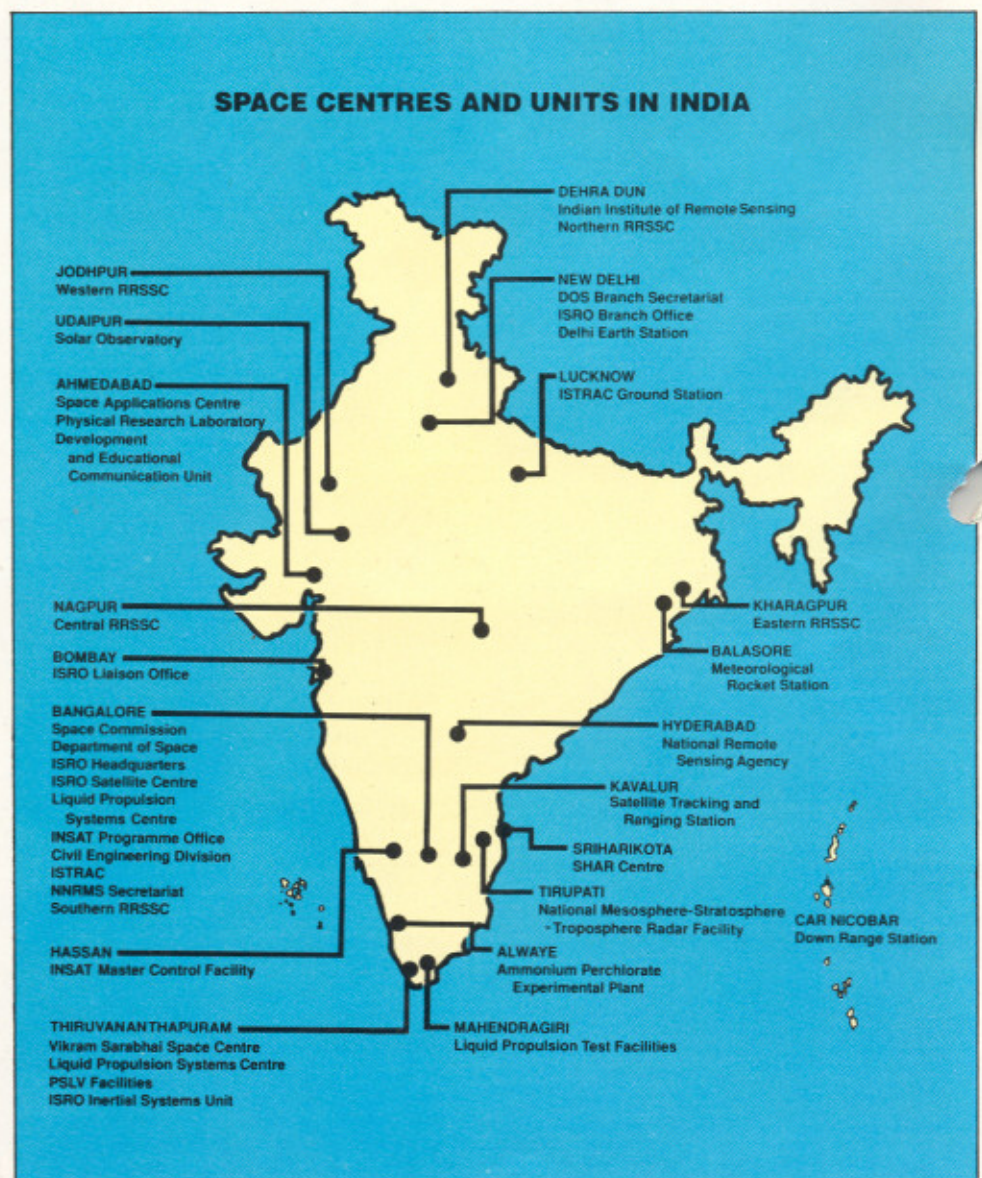 SPACE CENTRES AND UNITS IN INDIA
DEHRA DUN
Indian Institute of Remote Sensing
Northern RRSSC
JODHPUR
Western RRSSC
NEW DELHI
DOS Branch Secretariat
ISRO Branch Office
Delhi Earth Station
UDAIPUR
Solar Observatory
AHMEDABAD
Space Applications Centre
Physical Research Laboratory
Development
and Educational
Communication Unit
LUCKNOW
ISTRAC Ground Station
NAGPUR
Central RRSSC
KHARAGPUR
Eastern RRSSC
BOMBAY
ISRO Liaison Office
BALASORE
Meteorological
Rocket Station
BANGALORE
Space Commission
Department of Space
ISRO Headquarters
ISRO Satellite Centre
Liquid Propulsion
Systems Centre
INSAT Programme Office
Civil Engineering Division
ISTRAC
NNRMS Secretariat
Southern RRSSC
HYDERABAD
National Remote
Sensing Agency
KAVALUR
Satellite Tracking and
Ranging Station
SRIHARIKOTA
SHAR Centre
TIRUPATI
National Mesosphere-Stratosphere
-Troposphere Radar Facility
CAR NICOBAR
Down Range Station
HASSAN
INSAT Master Control Facility
ALWAYE
Ammonium Perchlorate
Experimental Plant
THIRUVANANTHAPURAM
Vikram Sarabhai Space Centre
Liquid Propulsion Systems Centre
PSLV Facilities
ISRO Inertial Systems Unit
MAHENDRAGIRI
Liquid Propulsion Test Facilities